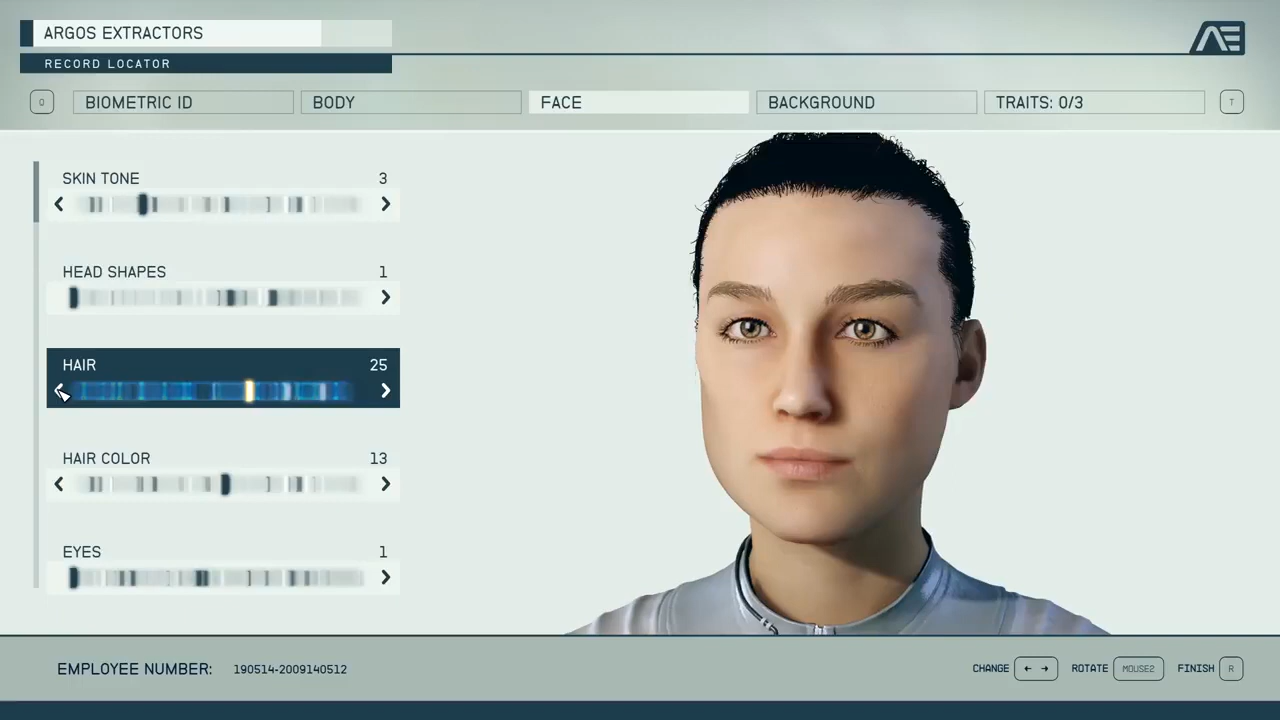 ARGOS EXTRACTORS
AE
RECORD LOCATOR
Q BIOMETRIC ID BODY FACE BACKGROUND TRAITS: 0/3 T
SKIN TONE 3
HEAD SHAPES 1
HAIR 25
HAIR COLOR 13
EYES 1
EMPLOYEE NUMBER: 190514-2009140512 CHANGE ROTATE MOUSE2 FINISH R